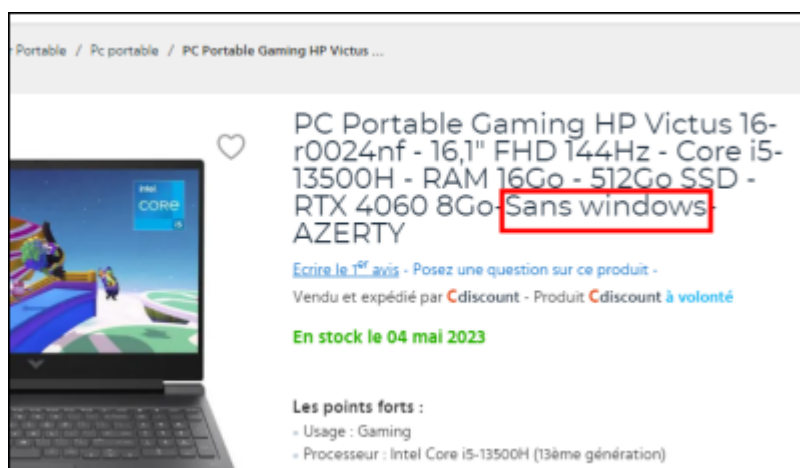 r Portable / Pc portable / PC Portable Gaming HP Victus ...
PC Portable Gaming HP Victus 16-
r0024nf - 16,1" FHD 144Hz - Core i5-
13500H - RAM 16Go - 512Go SSD -
RTX 4060 8Go-Sans windows-
AZERTY
intel
CORE
i5
Ecrire le 1er avis - Posez une question sur ce produit -
Vendu et expédié par Cdiscount - Produit Cdiscount à volonté
En stock le 04 mai 2023
Les points forts :
- Usage : Gaming
- Processeur : Intel Core i5-13500H (13ème génération)